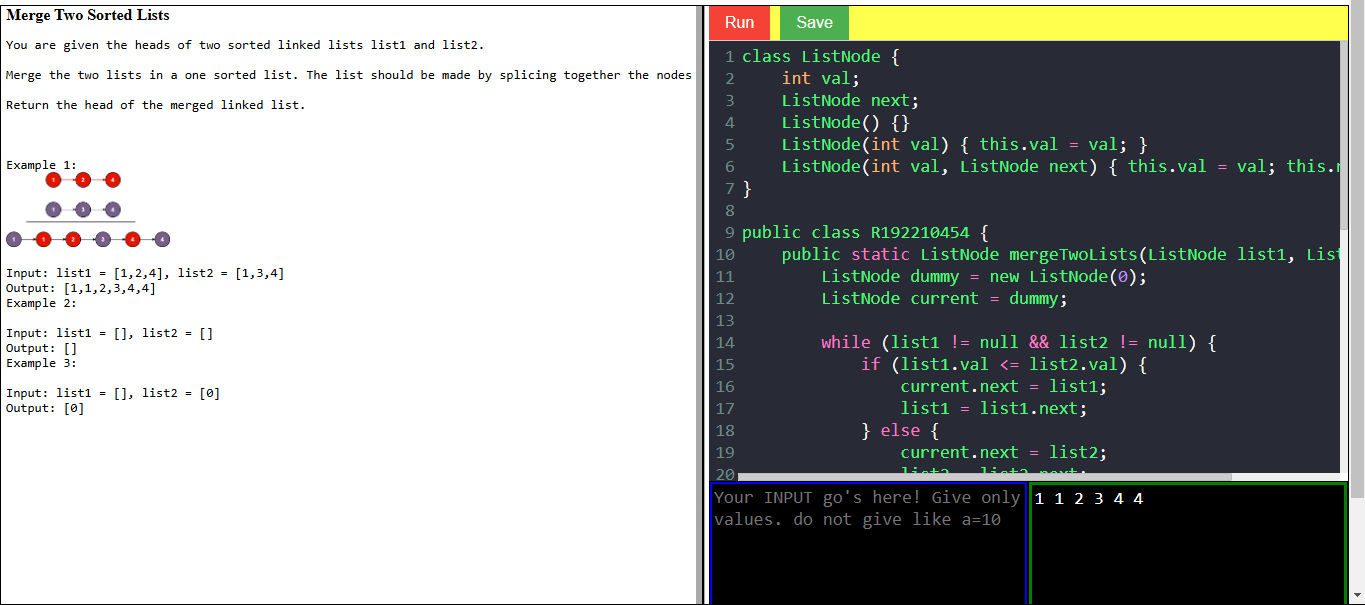 Merge Two Sorted Lists
You are given the heads of two sorted linked lists list1 and list2.
Merge the two lists in a one sorted list. The list should be made by splicing together the nodes
Return the head of the merged linked list.
Example 1:
1 2 4
1 3 4
1 1 2 3 4 4
Input: list1 = [1,2,4], list2 = [1,3,4]
Output: [1,1,2,3,4,4]
Example 2:
Input: list1 = [], list2 = []
Output: []
Example 3:
Input: list1 = [], list2 = [0]
Output: [0]
Run Save
1 class ListNode {
2 int val;
3 ListNode next;
4 ListNode() {}
5 ListNode(int val) { this.val = val; }
6 ListNode(int val, ListNode next) { this.val = val; this.
7 }
8
9 public class R192210454 {
10 public static ListNode mergeTwoLists(ListNode list1, List
11 ListNode dummy = new ListNode(0);
12 ListNode current = dummy;
13
14 while (list1 != null && list2 != null) {
15 if (list1.val <= list2.val) {
16 current.next = list1;
17 list1 = list1.next;
18 } else {
19 current.next = list2;
20 list2 = list2.next;
Your INPUT go's here! Give only
values. do not give like a=10
1 1 2 3 4 4